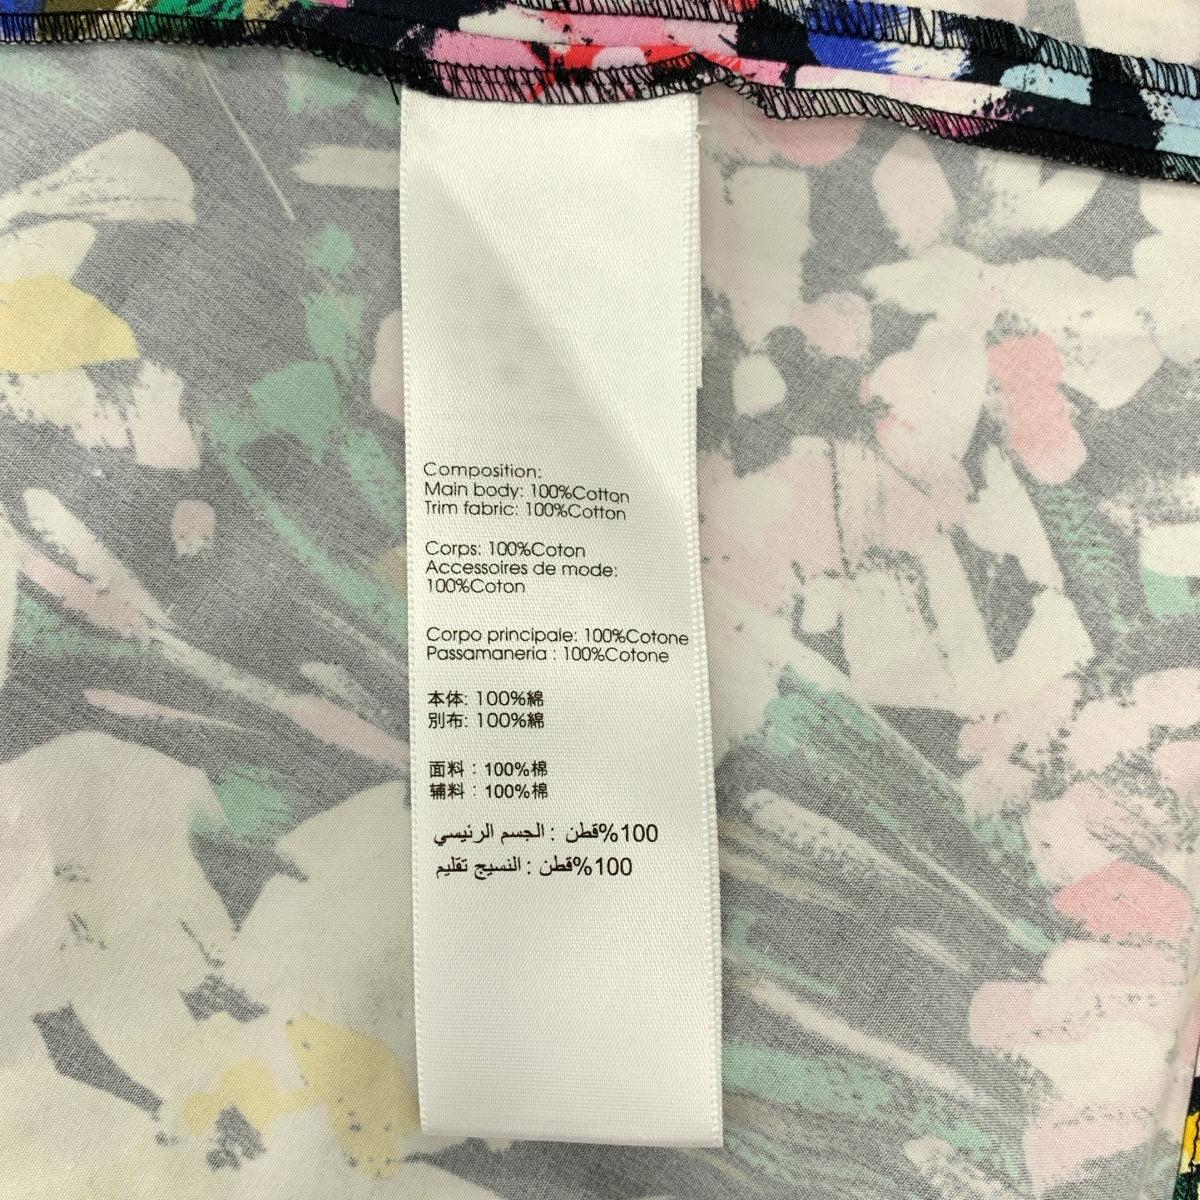 Composition:
Main body: 100%Cotton
Trim fabric: 100%Cotton
Corps: 100%Coton
Accessoires de mode:
100%Coton
Corpo principale: 100%Cotone
Passamaneria : 100%Cotone
本体: 100%綿
別布: 100%綿
面料：100%棉
辅料：100%棉
100%قطن : الجسم الرئيسي
100%قطن : النسيج تقليم